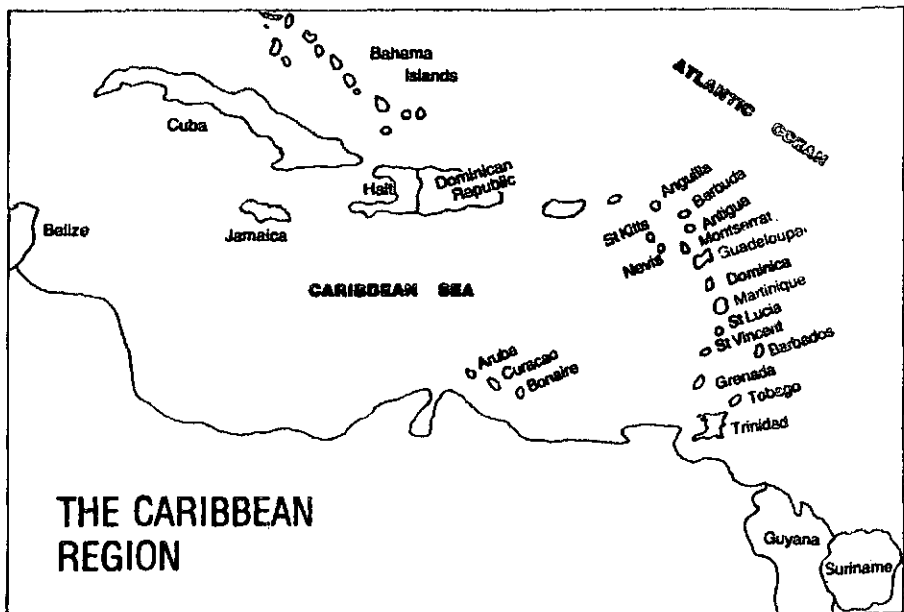 Bahama
Islands
ATLANTIC
OCEAN
Cuba
Haiti
Dominican
Republic
Anguilla
Barbuda
Antigua
St Kitts
Montserrat
Nevis
Guadeloupe.
Belize
Jamaica
Dominica
CARIBBEAN SEA
Martinique
St Lucia
St Vincent
Barbados
Aruba
Curacao
Bonaire
Grenada
Tobago
Trinidad
THE CARIBBEAN
REGION
Guyana
Suriname